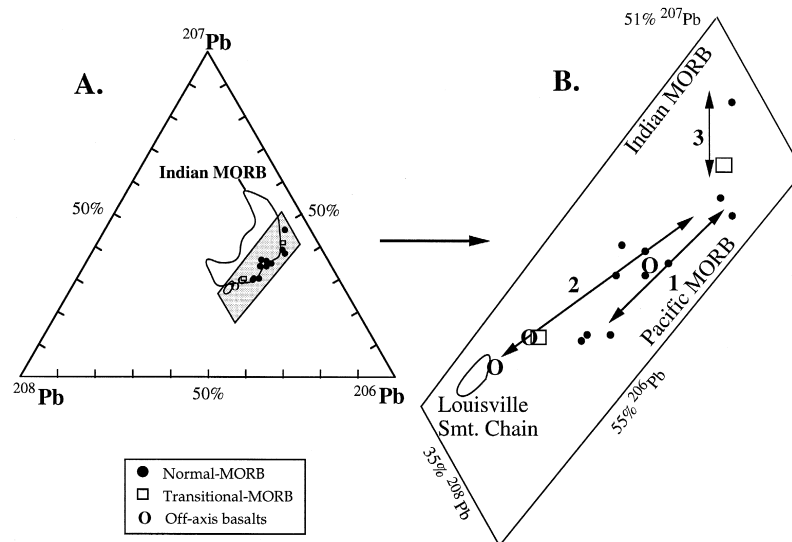 A.
207Pb
Indian MORB
50%
50%
208Pb
50%
206Pb
B.
51% 207Pb
Indian MORB
3
2
1
Pacific MORB
Louisville
Smt. Chain
55% 206Pb
35% 208Pb
Normal-MORB
Transitional-MORB
O Off-axis basalts